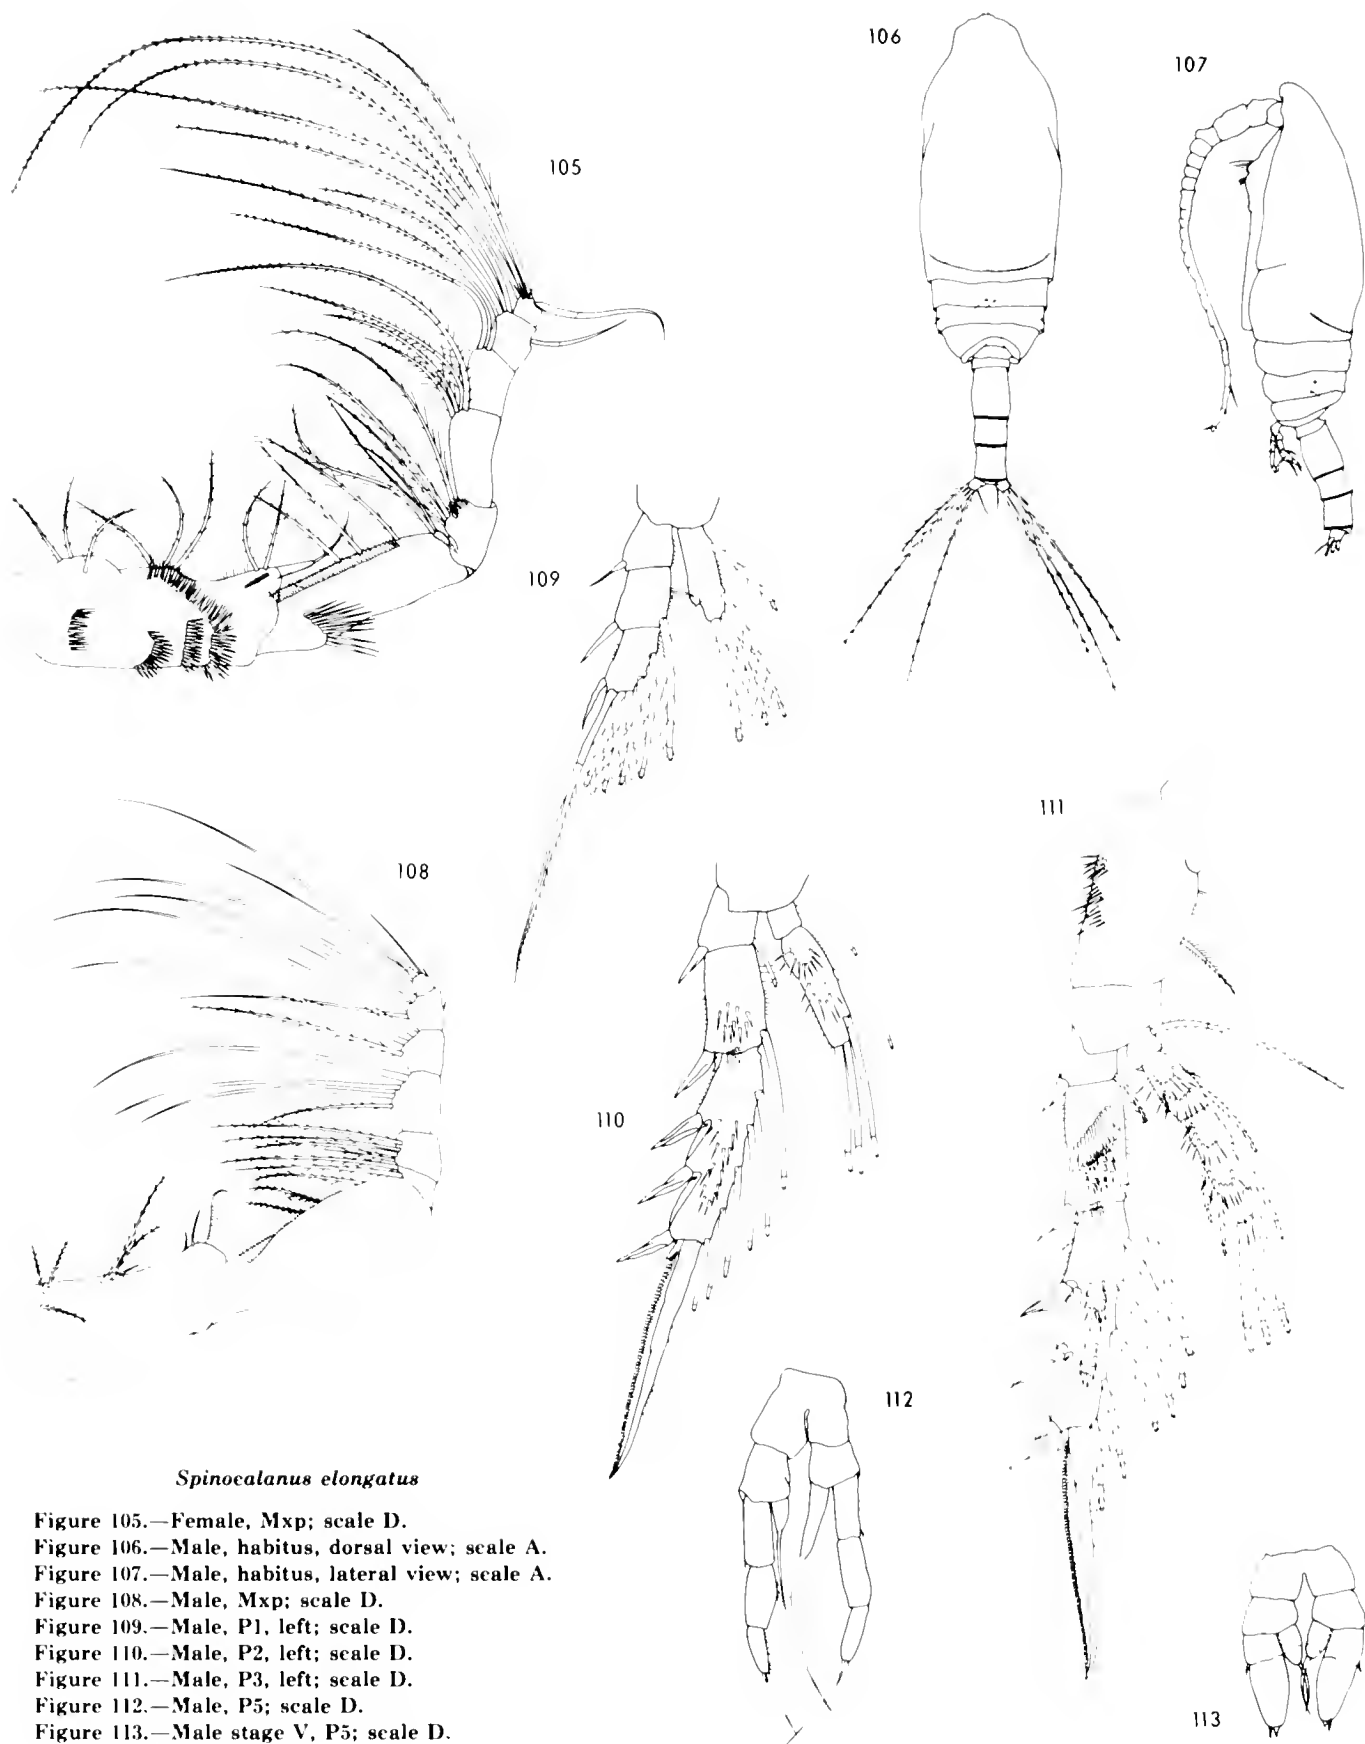 106
107
105
109
111
108
110
112
Spinocalanus elongatus
Figure 105.—Female, Mxp; scale D.
Figure 106.—Male, habitus, dorsal view; scale A.
Figure 107.—Male, habitus, lateral view; scale A.
Figure 108.—Male, Mxp; scale D.
Figure 109.—Male, P1, left; scale D.
Figure 110.—Male, P2, left; scale D.
Figure 111.—Male, P3, left; scale D.
Figure 112.—Male, P5; scale D.
Figure 113.—Male stage V, P5; scale D.
113